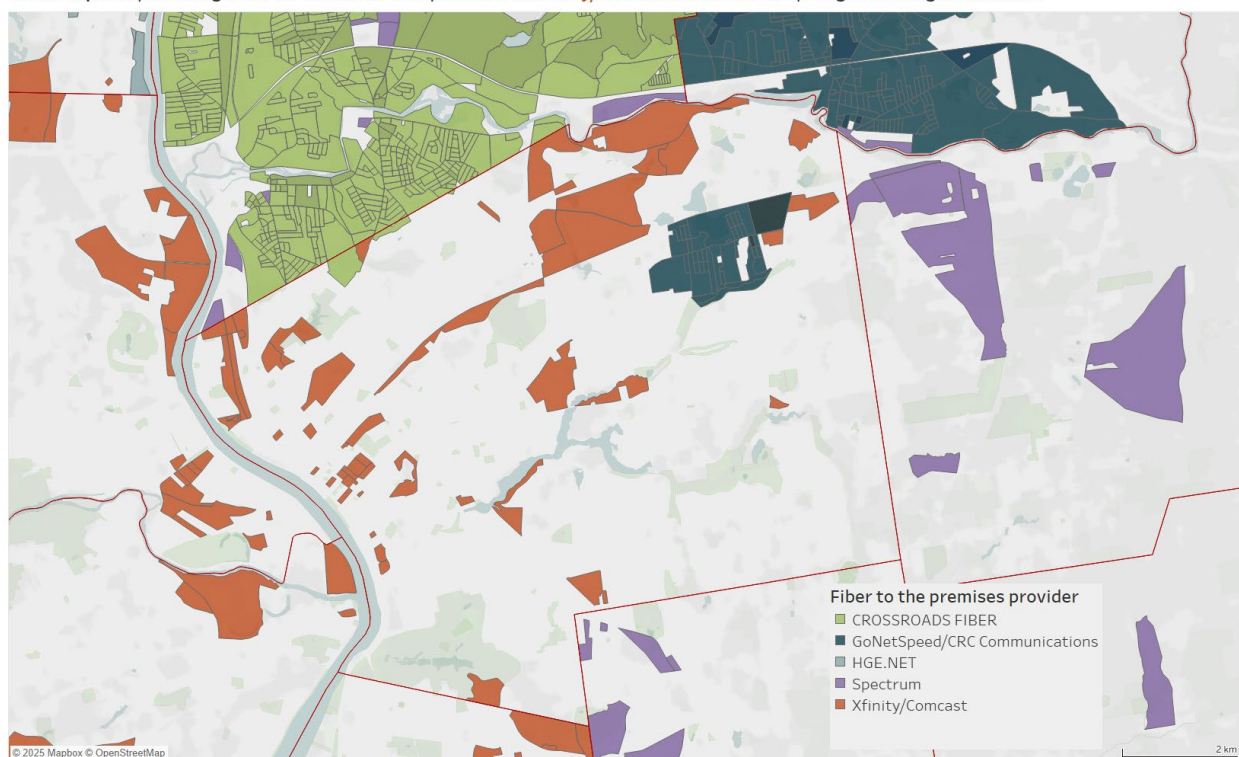 Fiber to the premises provider
CROSSROADS FIBER
GoNetSpeed/CRC Communications
HGE.NET
Spectrum
Xfinity/Comcast
© 2025 Mapbox © OpenStreetMap
2 km